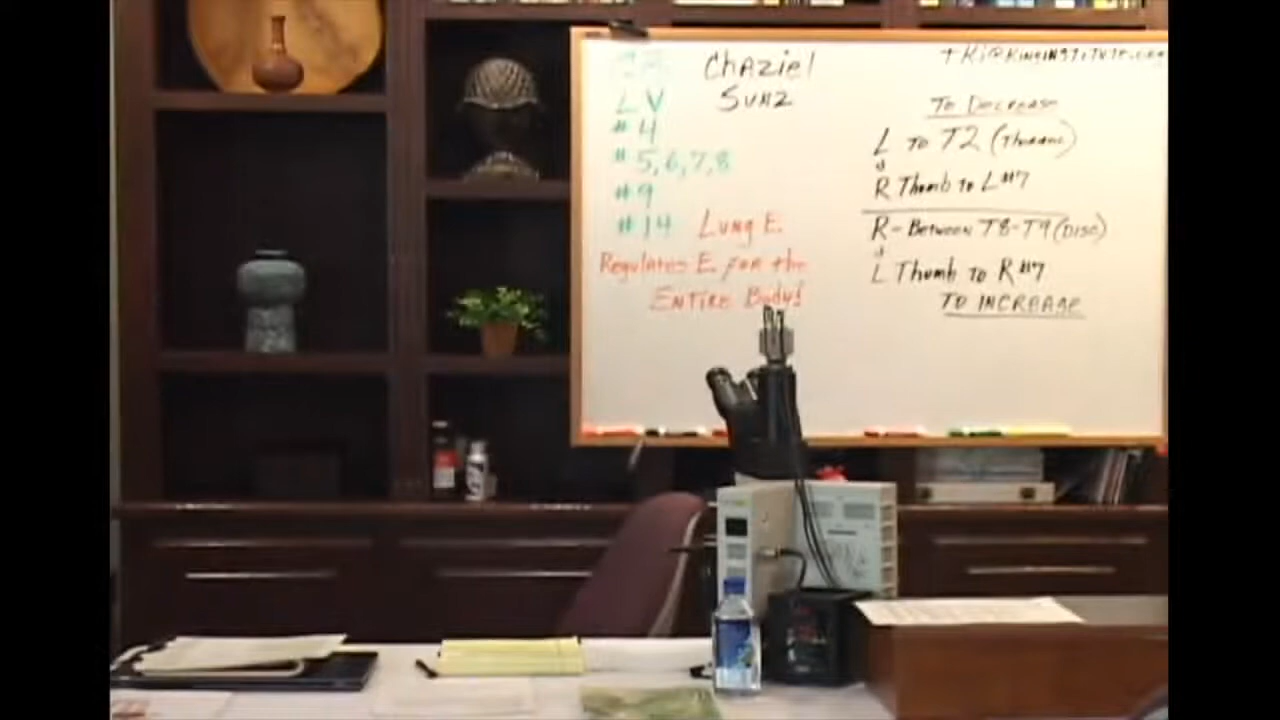 LV
#4
#5,6,7,8
#9
#14 Lung E.
Regulates E for the
ENTIRE Body!
Chaziel
Sunz
TO Decrease
L TO T2 (Thoracic)
R Thumb to L#7
R-Between T8-T9 (Disc)
L Thumb to R#7
TO INCREASE